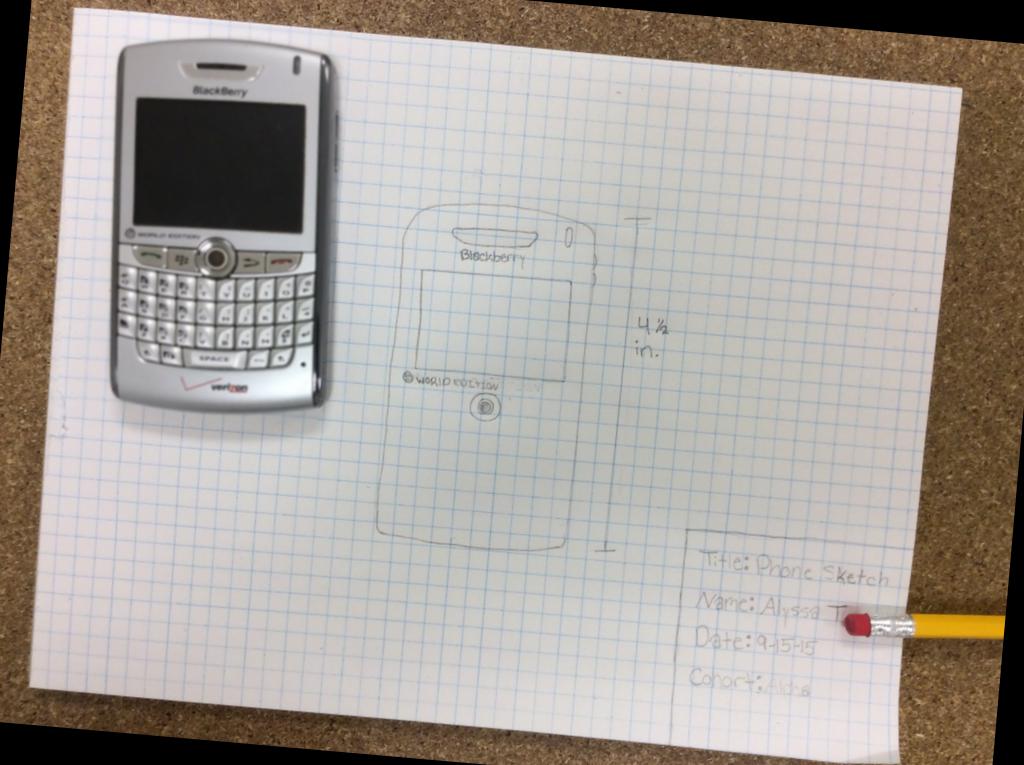 BlackBerry
WORLD EDITION
SPACE
verizon
Blackberry
WORLD EDITION
4 ½
in.
Title: Phone Sketch
Name: Alyssa T
Date: 9-15-15
Cohort: Alpha